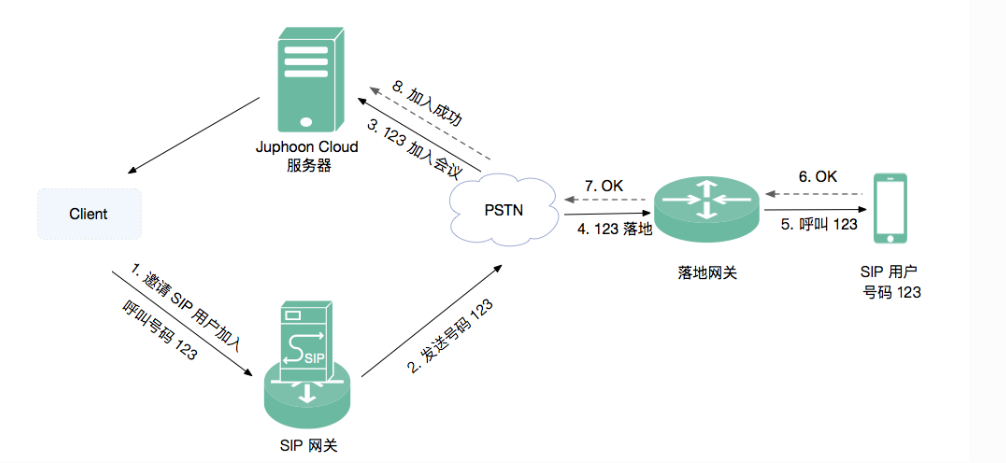 8. 加入成功
3. 123 加入会议
Juphoon Cloud
服务器
Client
PSTN
7. OK
4. 123 落地
6. OK
5. 呼叫 123
落地网关
SIP 用户
号码 123
1. 邀请 SIP 用户加入
呼叫号码 123
2. 发送号码 123
SIP
SIP 网关